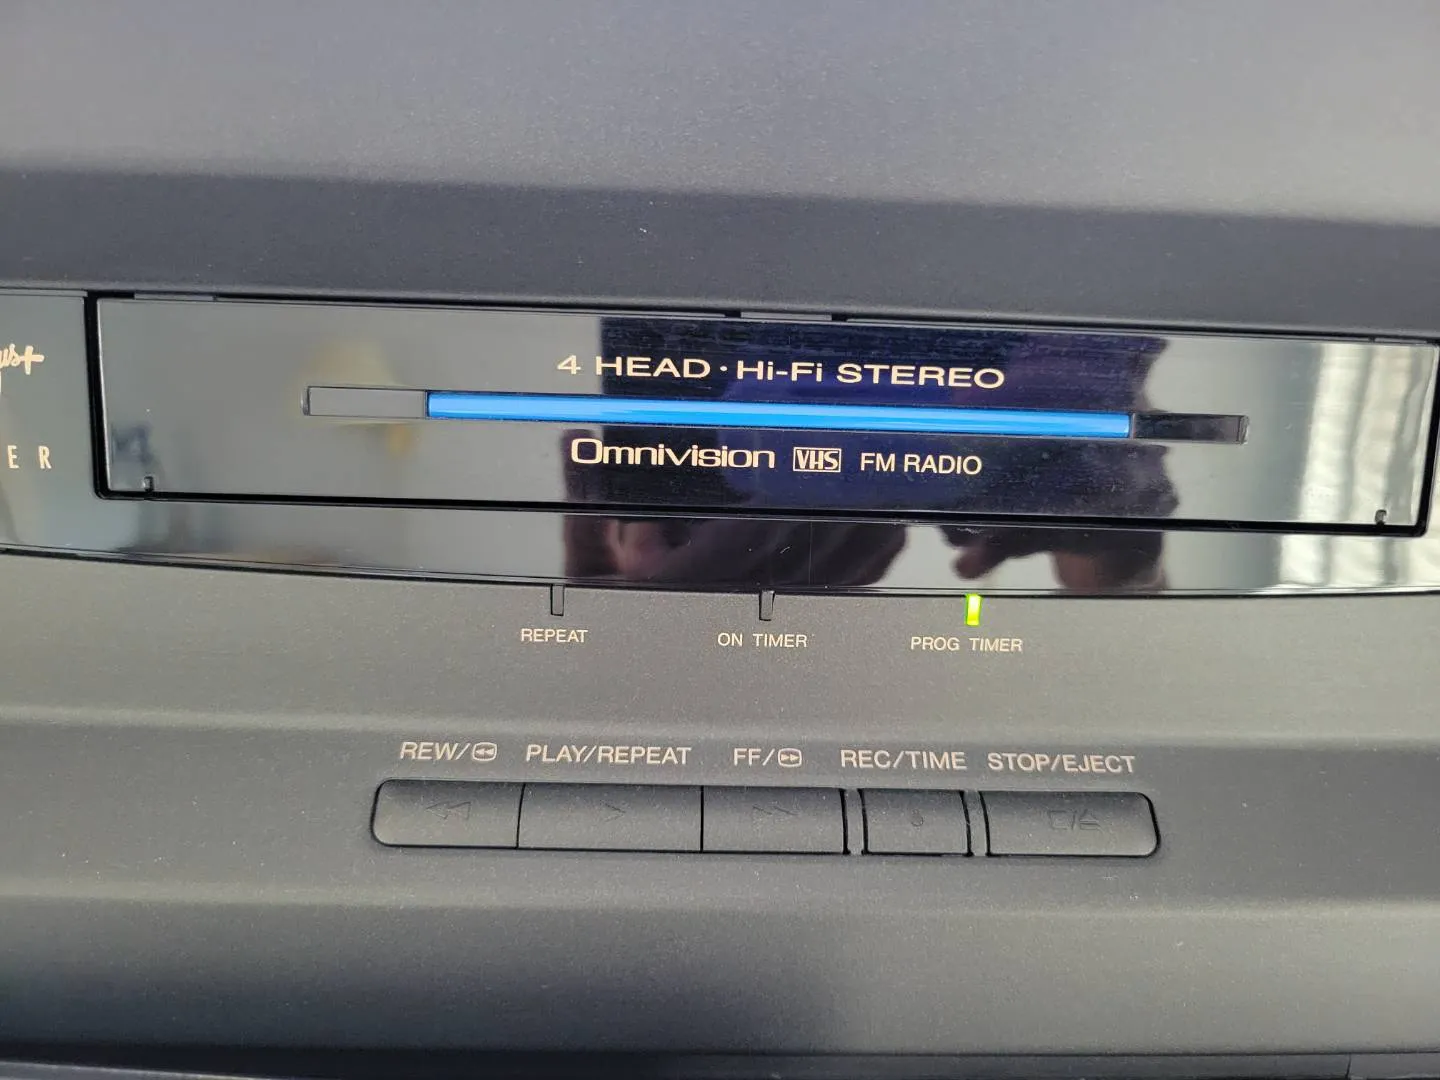 4 HEAD · Hi-Fi STEREO
Omnivision VHS FM RADIO
E R
REPEAT
ON TIMER
PROG TIMER
REW/
PLAY/REPEAT
FF/
REC/TIME
STOP/EJECT